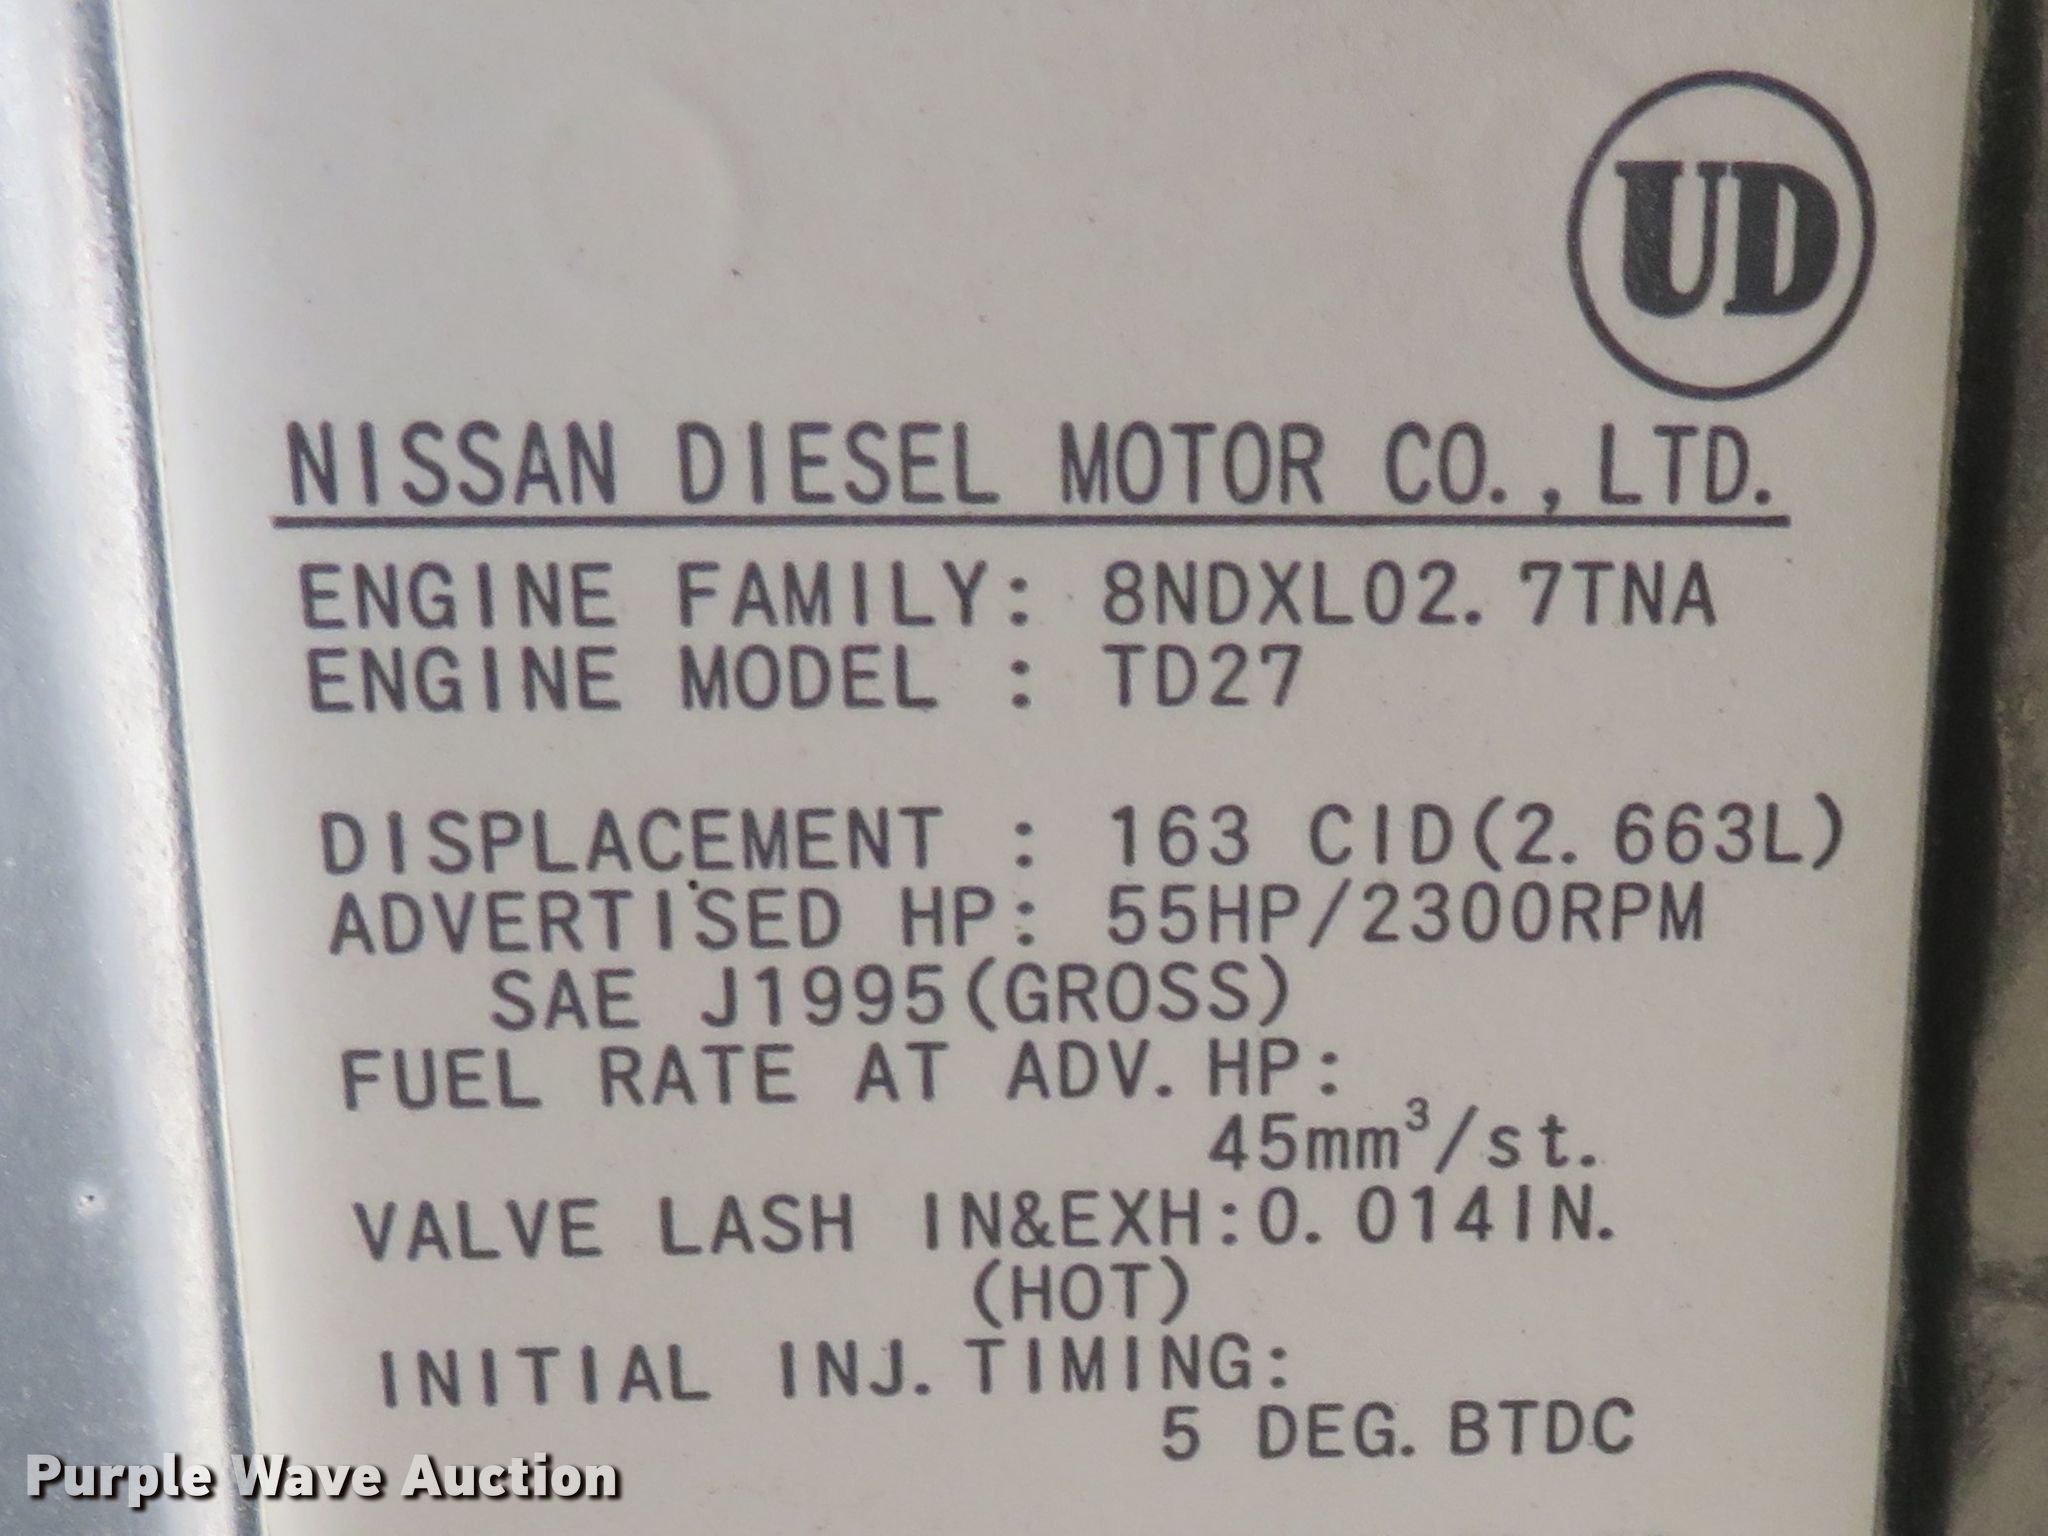 UD
NISSAN DIESEL MOTOR CO.,LTD.
ENGINE FAMILY: 8NDXL02.7TNA
ENGINE MODEL : TD27
DISPLACEMENT : 163 CID(2.663L)
ADVERTISED HP: 55HP/2300RPM
SAE J1995(GROSS)
FUEL RATE AT ADV.HP:
45mm³/st.
VALVE LASH IN&EXH:0.014IN.
(HOT)
INITIAL INJ.TIMING:
5 DEG.BTDC
Purple Wave Auction